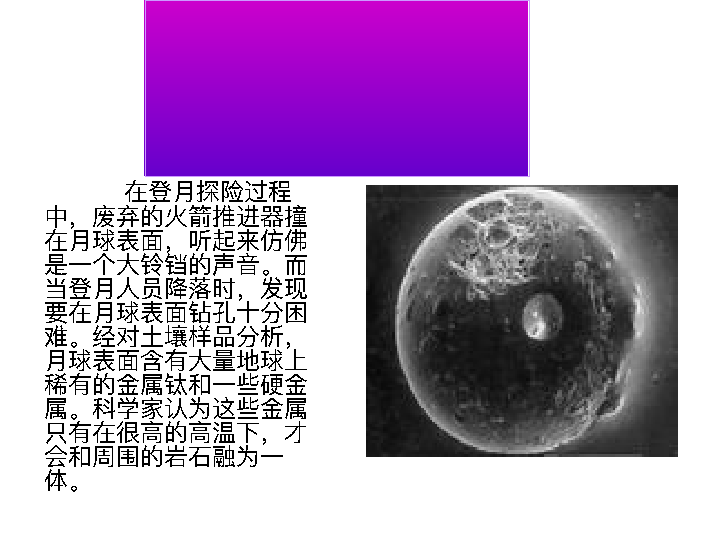 在登月探险过程
中，废弃的火箭推进器撞
在月球表面，听起来仿佛
是一个大铃铛的声音。而
当登月人员降落时，发现
要在月球表面钻孔十分困
难。经对土壤样品分析，
月球表面含有大量地球上
稀有的金属钛和一些硬金
属。科学家认为这些金属
只有在很高的高温下，才
会和周围的岩石融为一
体。